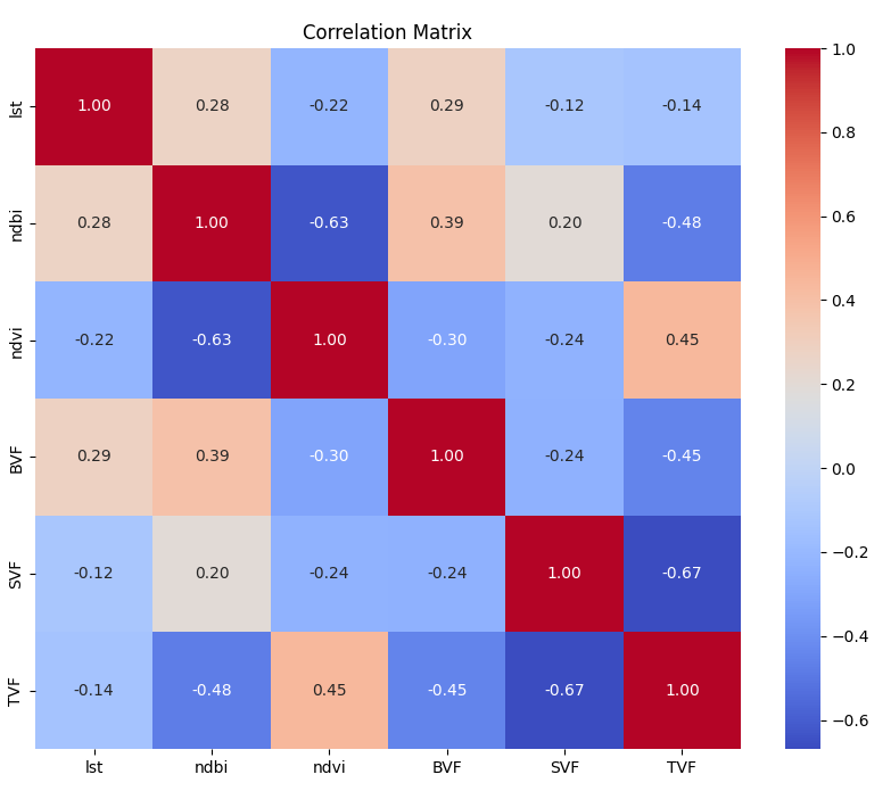 Correlation Matrix
lst 1.00 0.28 -0.22 0.29 -0.12 -0.14
ndbi 0.28 1.00 -0.63 0.39 0.20 -0.48
ndvi -0.22 -0.63 1.00 -0.30 -0.24 0.45
BVF 0.29 0.39 -0.30 1.00 -0.24 -0.45
SVF -0.12 0.20 -0.24 -0.24 1.00 -0.67
TVF -0.14 -0.48 0.45 -0.45 -0.67 1.00
lst ndbi ndvi BVF SVF TVF
1.0
0.8
0.6
0.4
0.2
0.0
−0.2
−0.4
−0.6